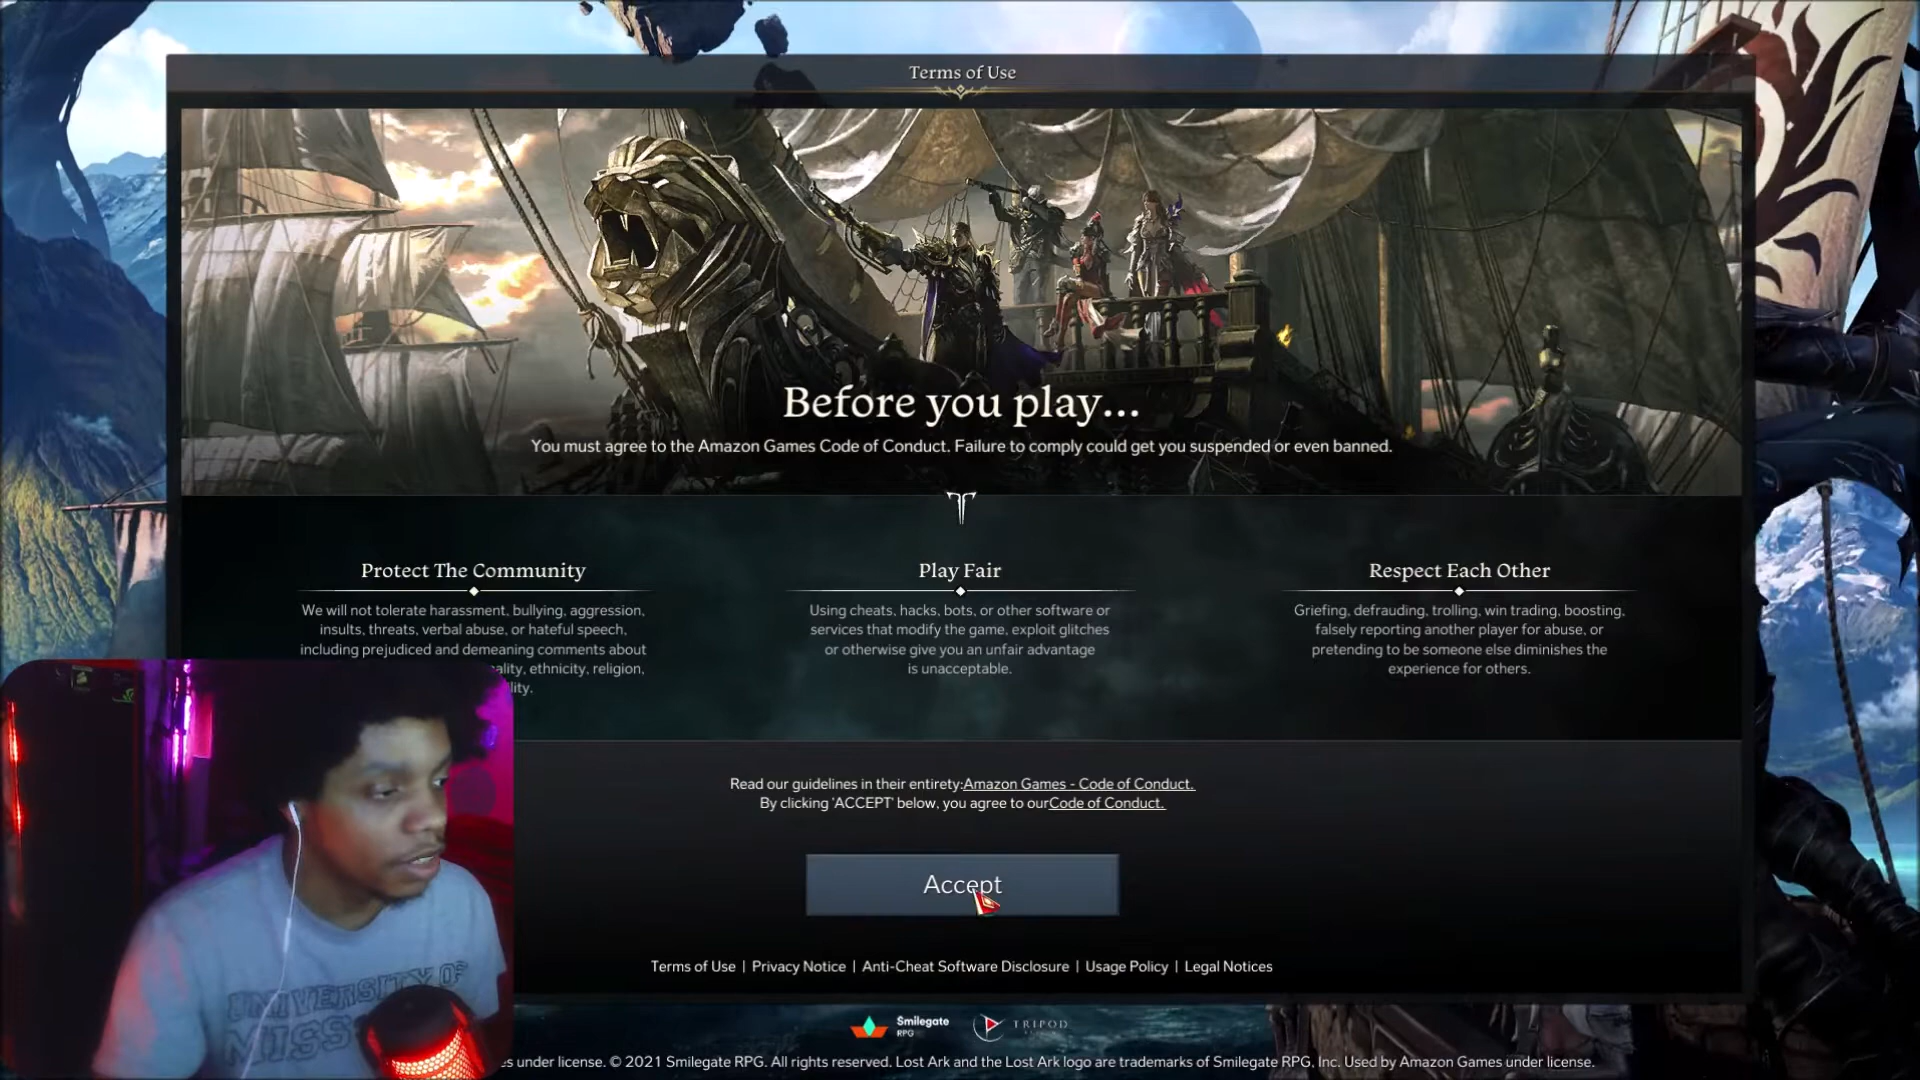 Terms of Use
Before you play...
You must agree to the Amazon Games Code of Conduct. Failure to comply could get you suspended or even banned.
Protect The Community
We will not tolerate harassment, bullying, aggression,
insults, threats, verbal abuse, or hateful speech,
including prejudiced and demeaning comments about
ethnicity, religion,
Play Fair
Using cheats, hacks, bots, or other software or
services that modify the game, exploit glitches
or otherwise give you an unfair advantage
is unacceptable.
Respect Each Other
Griefing, defrauding, trolling, win trading, boosting,
falsely reporting another player for abuse, or
pretending to be someone else diminishes the
experience for others.
Read our guidelines in their entirety:Amazon Games - Code of Conduct.
By clicking 'ACCEPT' below, you agree to ourCode of Conduct.
Accept
Terms of Use | Privacy Notice | Anti-Cheat Software Disclosure | Usage Policy | Legal Notices
UNIVERSITY OF
Smilegate
RPG
TRIPOD
under license. © 2021 Smilegate RPG. All rights reserved. Lost Ark and the Lost Ark logo are trademarks of Smilegate RPG, Inc. Used by Amazon Games under license.